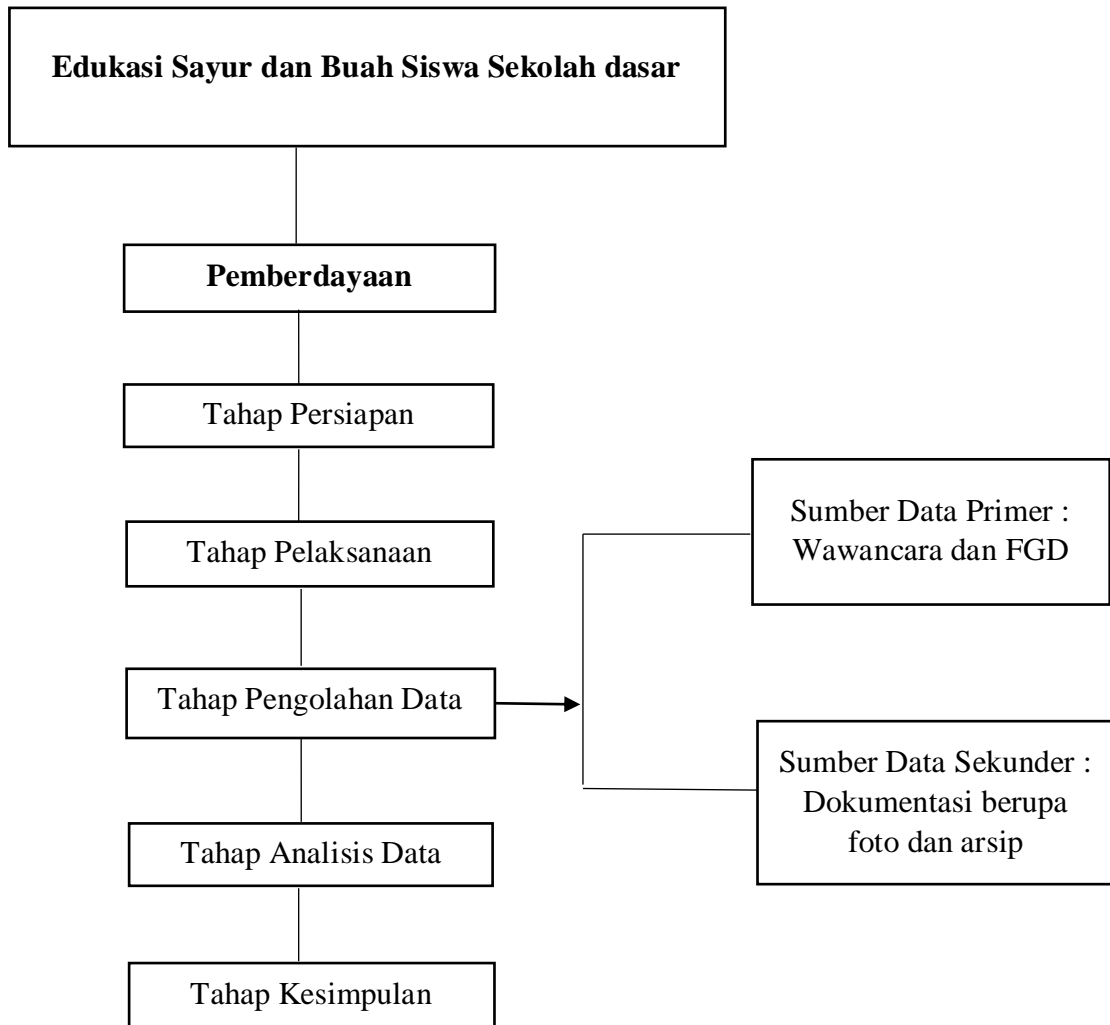 Edukasi Sayur dan Buah Siswa Sekolah dasar
Pemberdayaan
Tahap Persiapan
Tahap Pelaksanaan
Tahap Pengolahan Data
Sumber Data Primer :
Wawancara dan FGD
Sumber Data Sekunder :
Dokumentasi berupa
foto dan arsip
Tahap Analisis Data
Tahap Kesimpulan